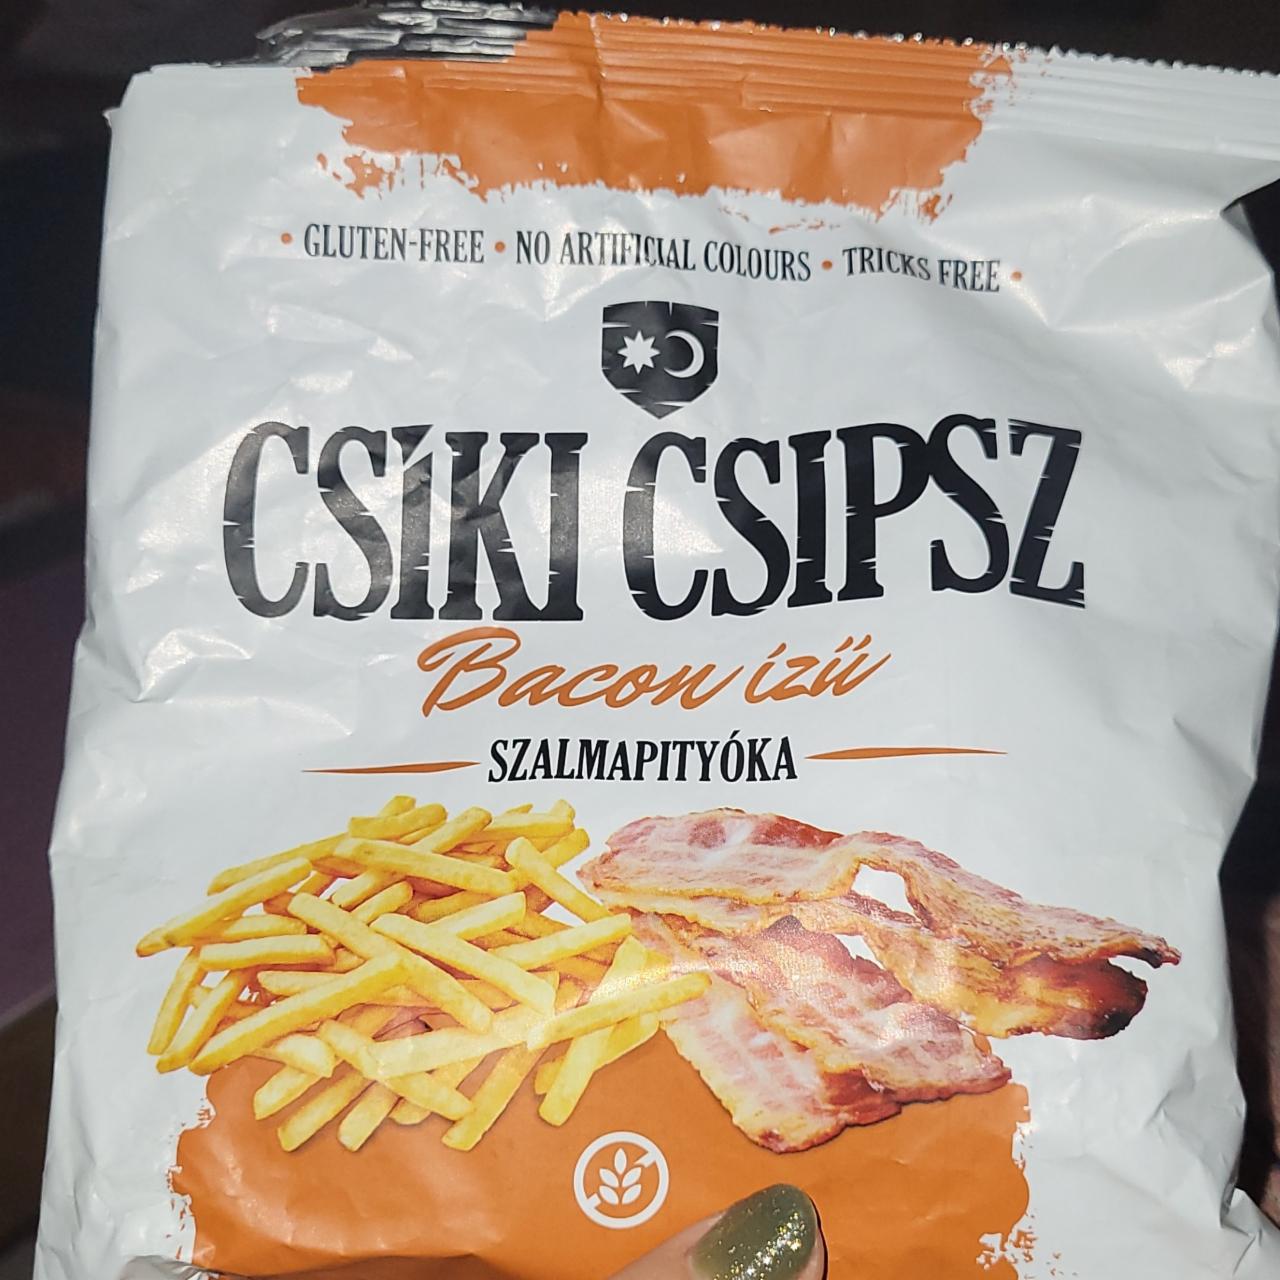 • GLUTEN-FREE • NO ARTIFICIAL COLOURS • TRICKS FREE •
CSÍKI CSIPSZ
Bacon ízű
SZALMAPITYÓKA